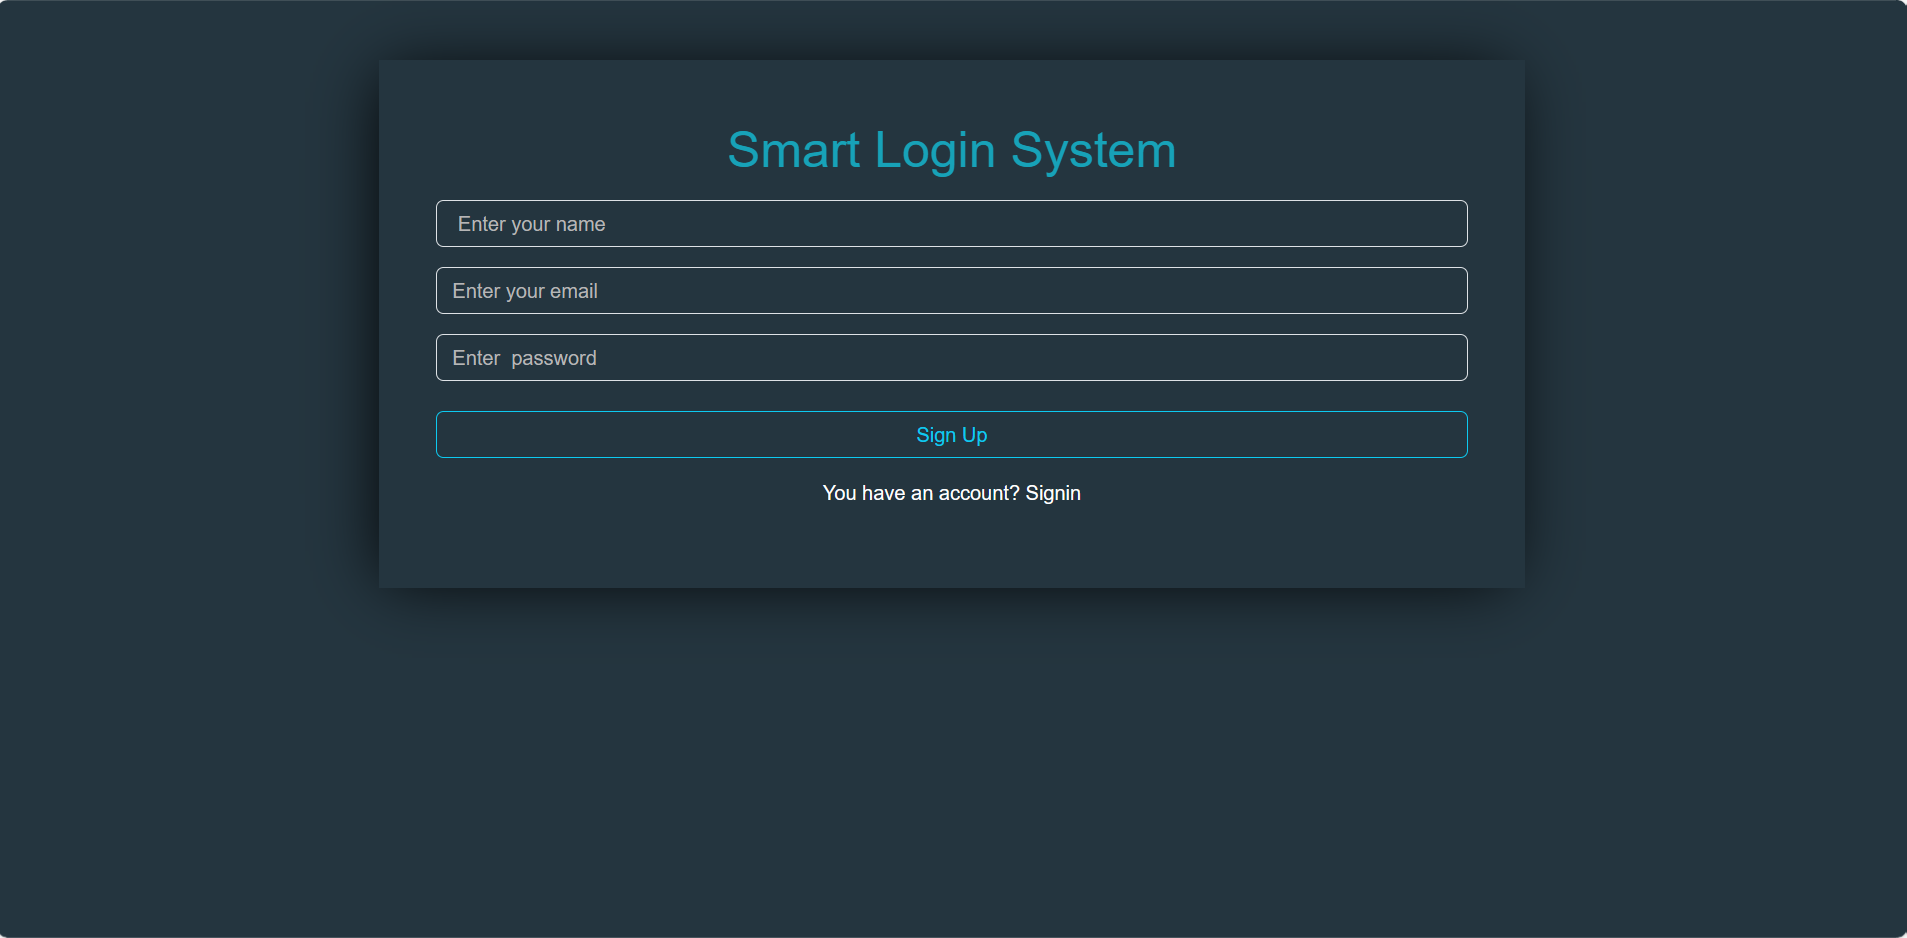 Smart Login System
Enter your name
Enter your email
Enter  password
Sign Up
You have an account? Signin